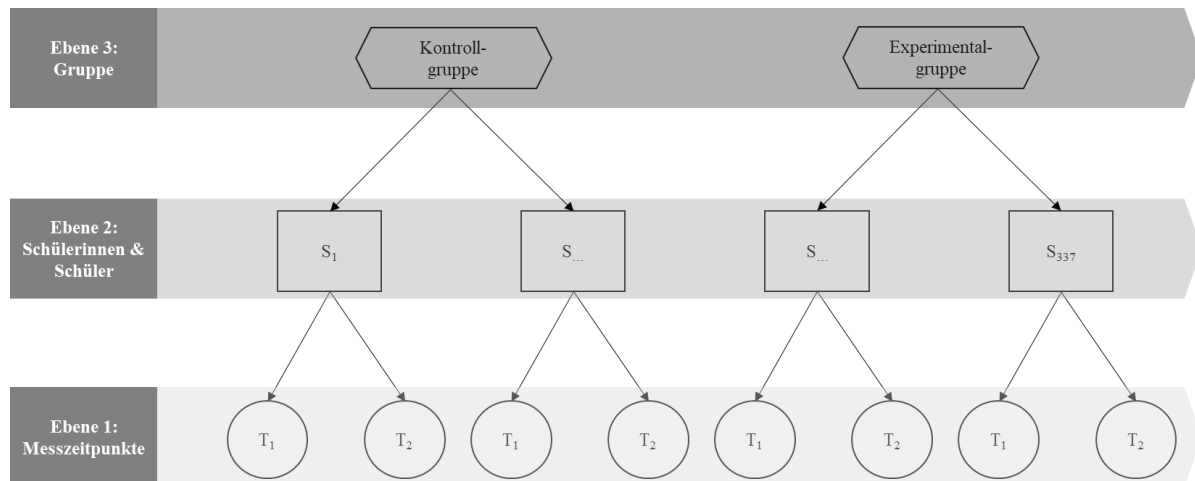 Ebene 3:
Gruppe
Kontroll-
gruppe
Experimental-
gruppe
Ebene 2:
Schülerinnen &
Schüler
S1
S...
S...
S337
Ebene 1:
Messzeitpunkte
T1
T2
T1
T2
T1
T2
T1
T2